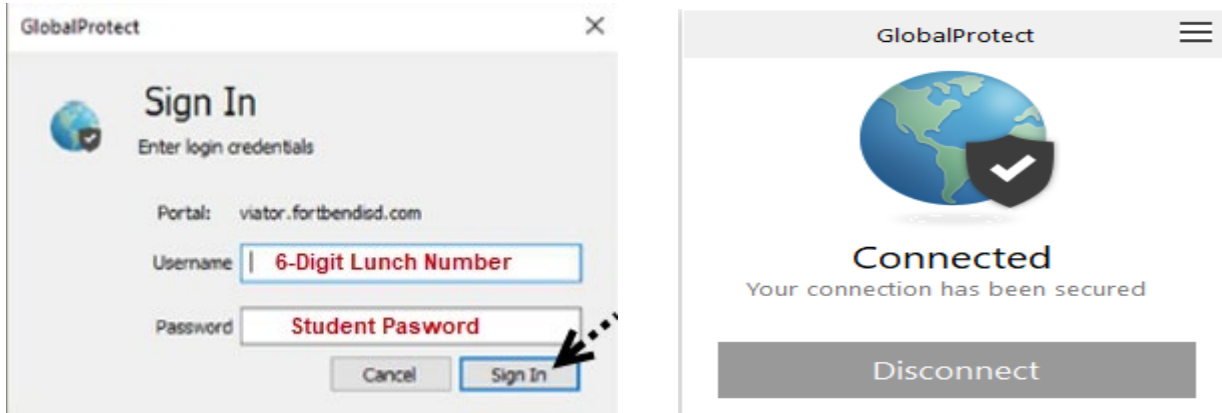 GlobalProtect
Sign In
Enter login credentials
Portal: viator.fortbendisd.com
Username 6-Digit Lunch Number
Password Student Pasword
Cancel Sign In
GlobalProtect
Connected
Your connection has been secured
Disconnect